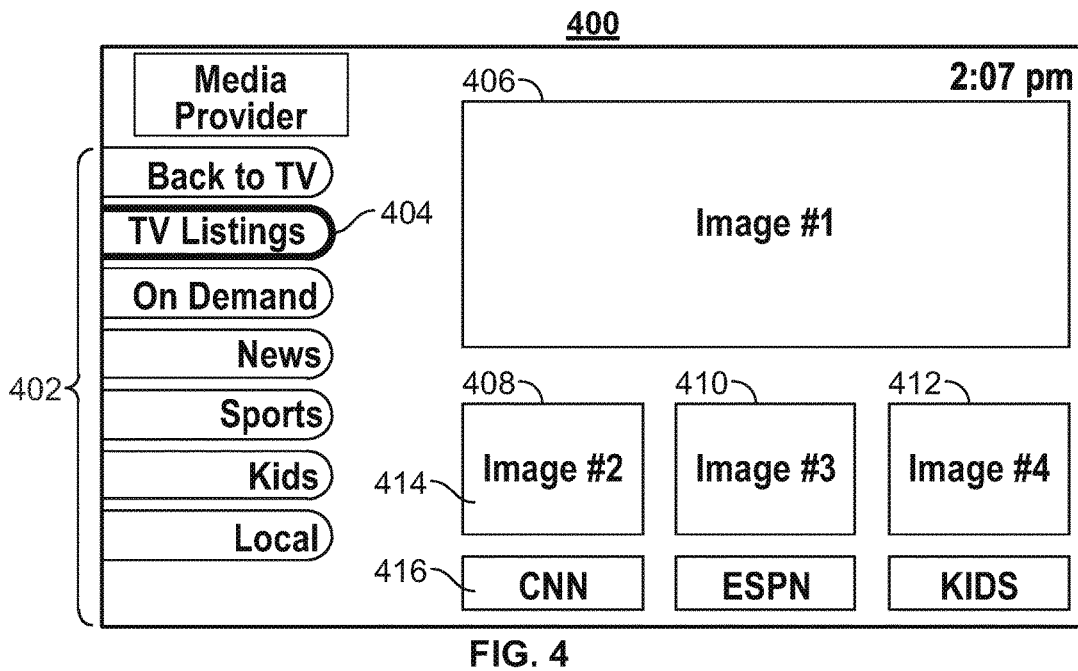 400
Media
Provider
2:07 pm
406
Back to TV
TV Listings
404
Image #1
On Demand
News
402
Sports
Kids
Local
408
410
412
Image #2
Image #3
Image #4
414
416
CNN
ESPN
KIDS
FIG. 4